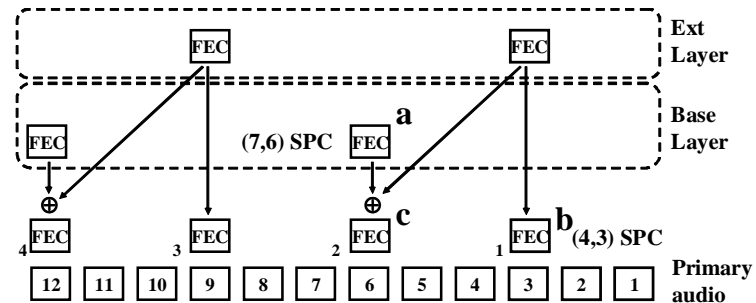 FEC FEC Ext Layer
a
FEC (7,6) SPC FEC Base Layer
⊕ ⊕ c b
4 FEC 3 FEC 2 FEC 1 FEC (4,3) SPC
12 11 10 9 8 7 6 5 4 3 2 1 Primary audio